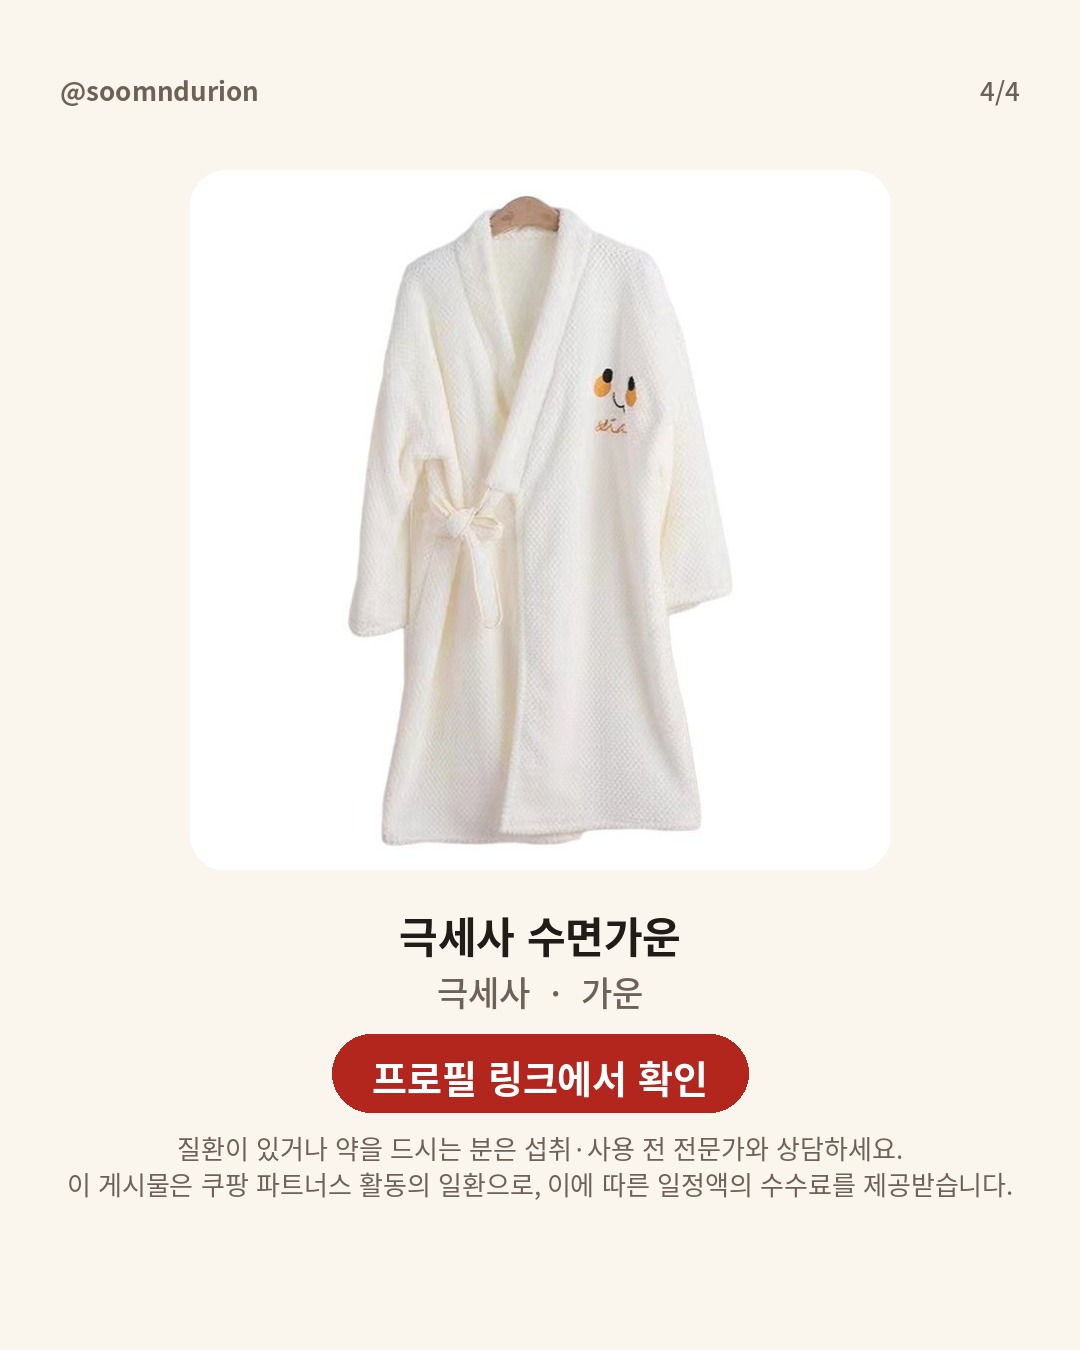 @soomndurion
4/4
극세사 수면가운
극세사 · 가운
프로필 링크에서 확인
질환이 있거나 약을 드시는 분은 섭취·사용 전 전문가와 상담하세요.
이 게시물은 쿠팡 파트너스 활동의 일환으로, 이에 따른 일정액의 수수료를 제공받습니다.